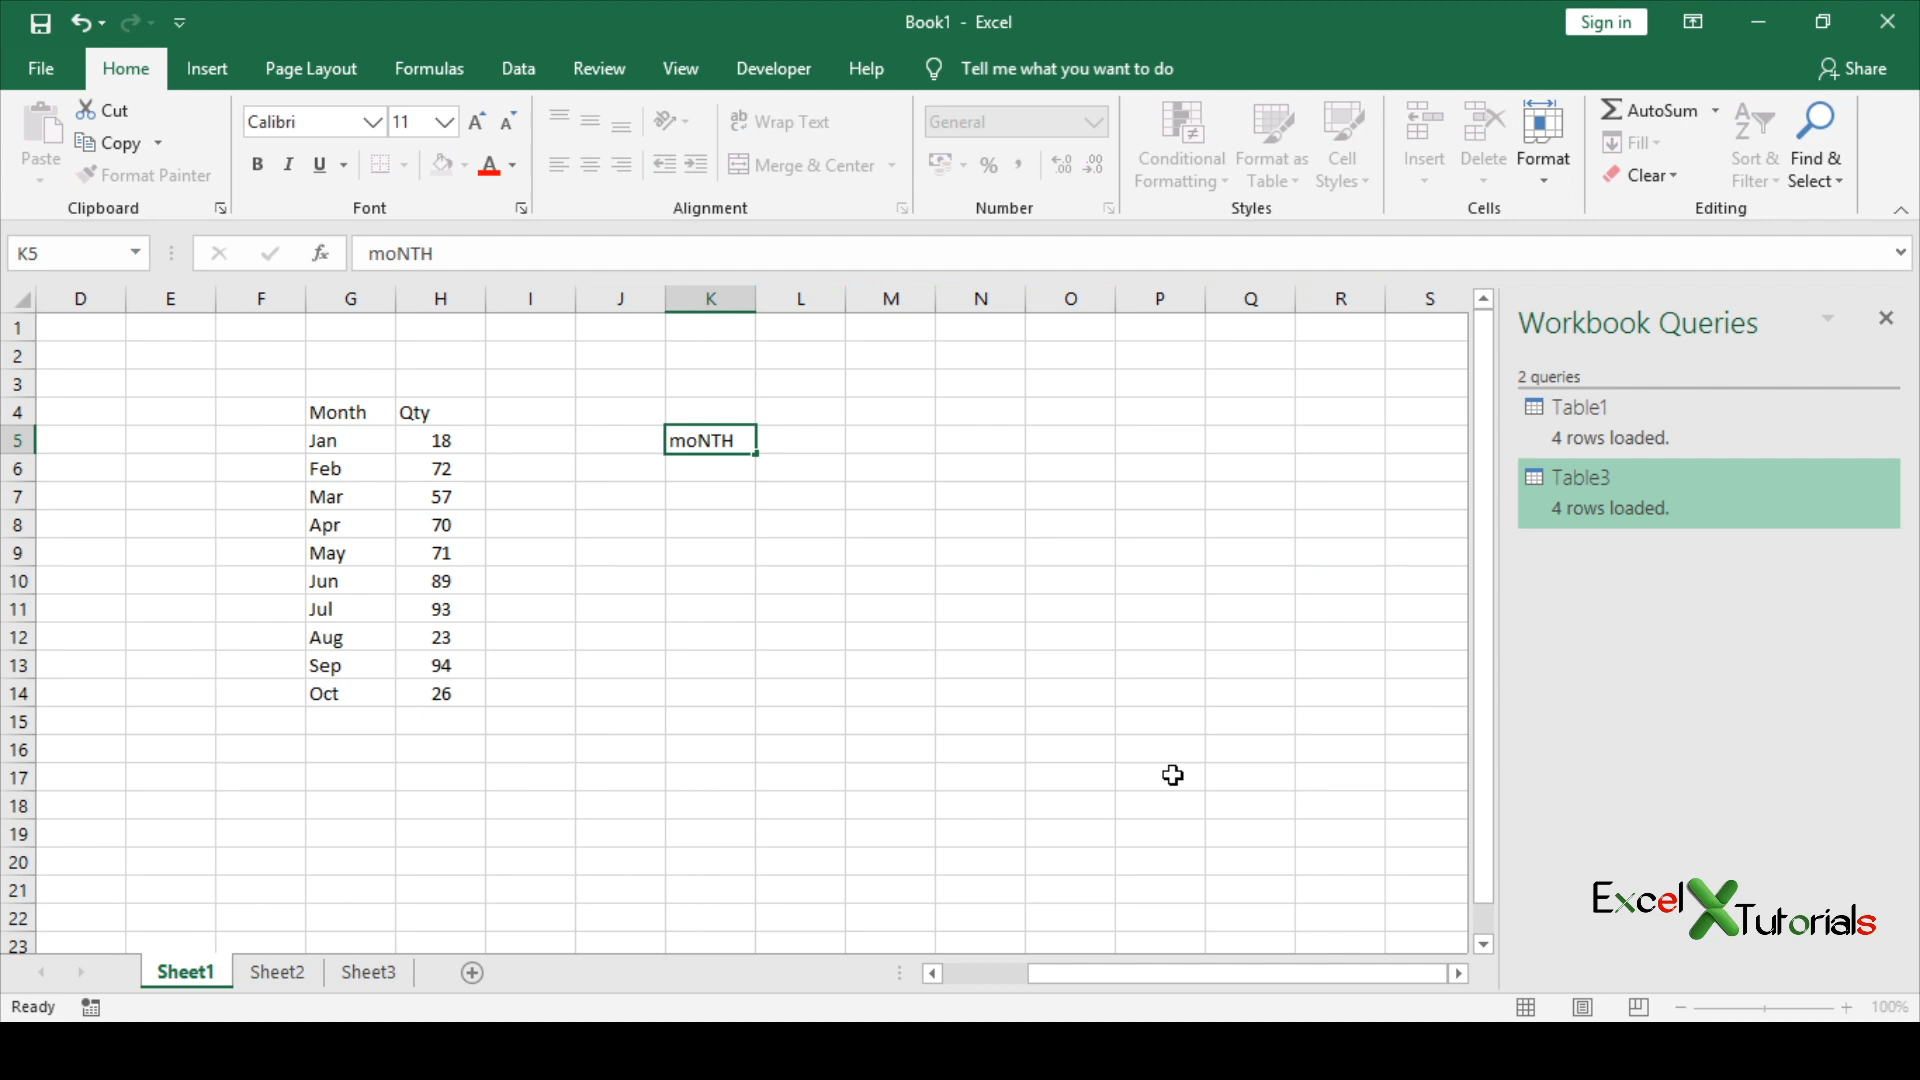 Book1 - Excel
Sign in
File Home Insert Page Layout Formulas Data Review View Developer Help Tell me what you want to do Share
Paste
Cut
Copy
Format Painter
Clipboard
Calibri 11
B I U A
Font
ab Wrap Text
Merge & Center
Alignment
General
% ,
Number
Conditional Formatting
Format as Table
Cell Styles
Styles
Insert Delete Format
Cells
AutoSum
Fill
Clear
Sort & Filter
Find & Select
Editing
K5 fx moNTH
D E F G H I J K L M N O P Q R S
1
2
3
4 Month Qty
5 Jan 18 moNTH
6 Feb 72
7 Mar 57
8 Apr 70
9 May 71
10 Jun 89
11 Jul 93
12 Aug 23
13 Sep 94
14 Oct 26
15
16
17
18
19
20
21
22
23
Workbook Queries
2 queries
Table1
4 rows loaded.
Table3
4 rows loaded.
Excel X Tutorials
Sheet1 Sheet2 Sheet3
Ready 100%